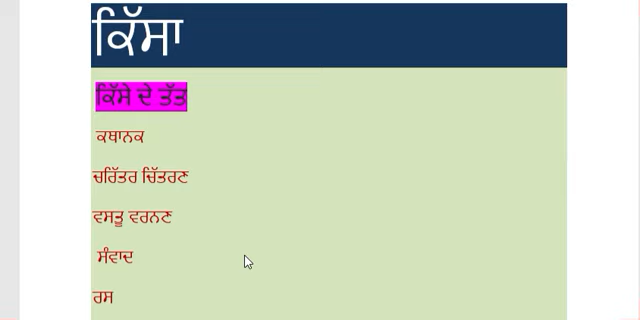 ਕਿੱਸਾ
ਕਿੱਸੇ ਦੇ ਤੱਤ
ਕਥਾਨਕ
ਚਰਿੱਤਰ ਚਿੱਤਰਣ
ਵਸਤੂ ਵਰਨਣ
ਸੰਵਾਦ
ਰਸ